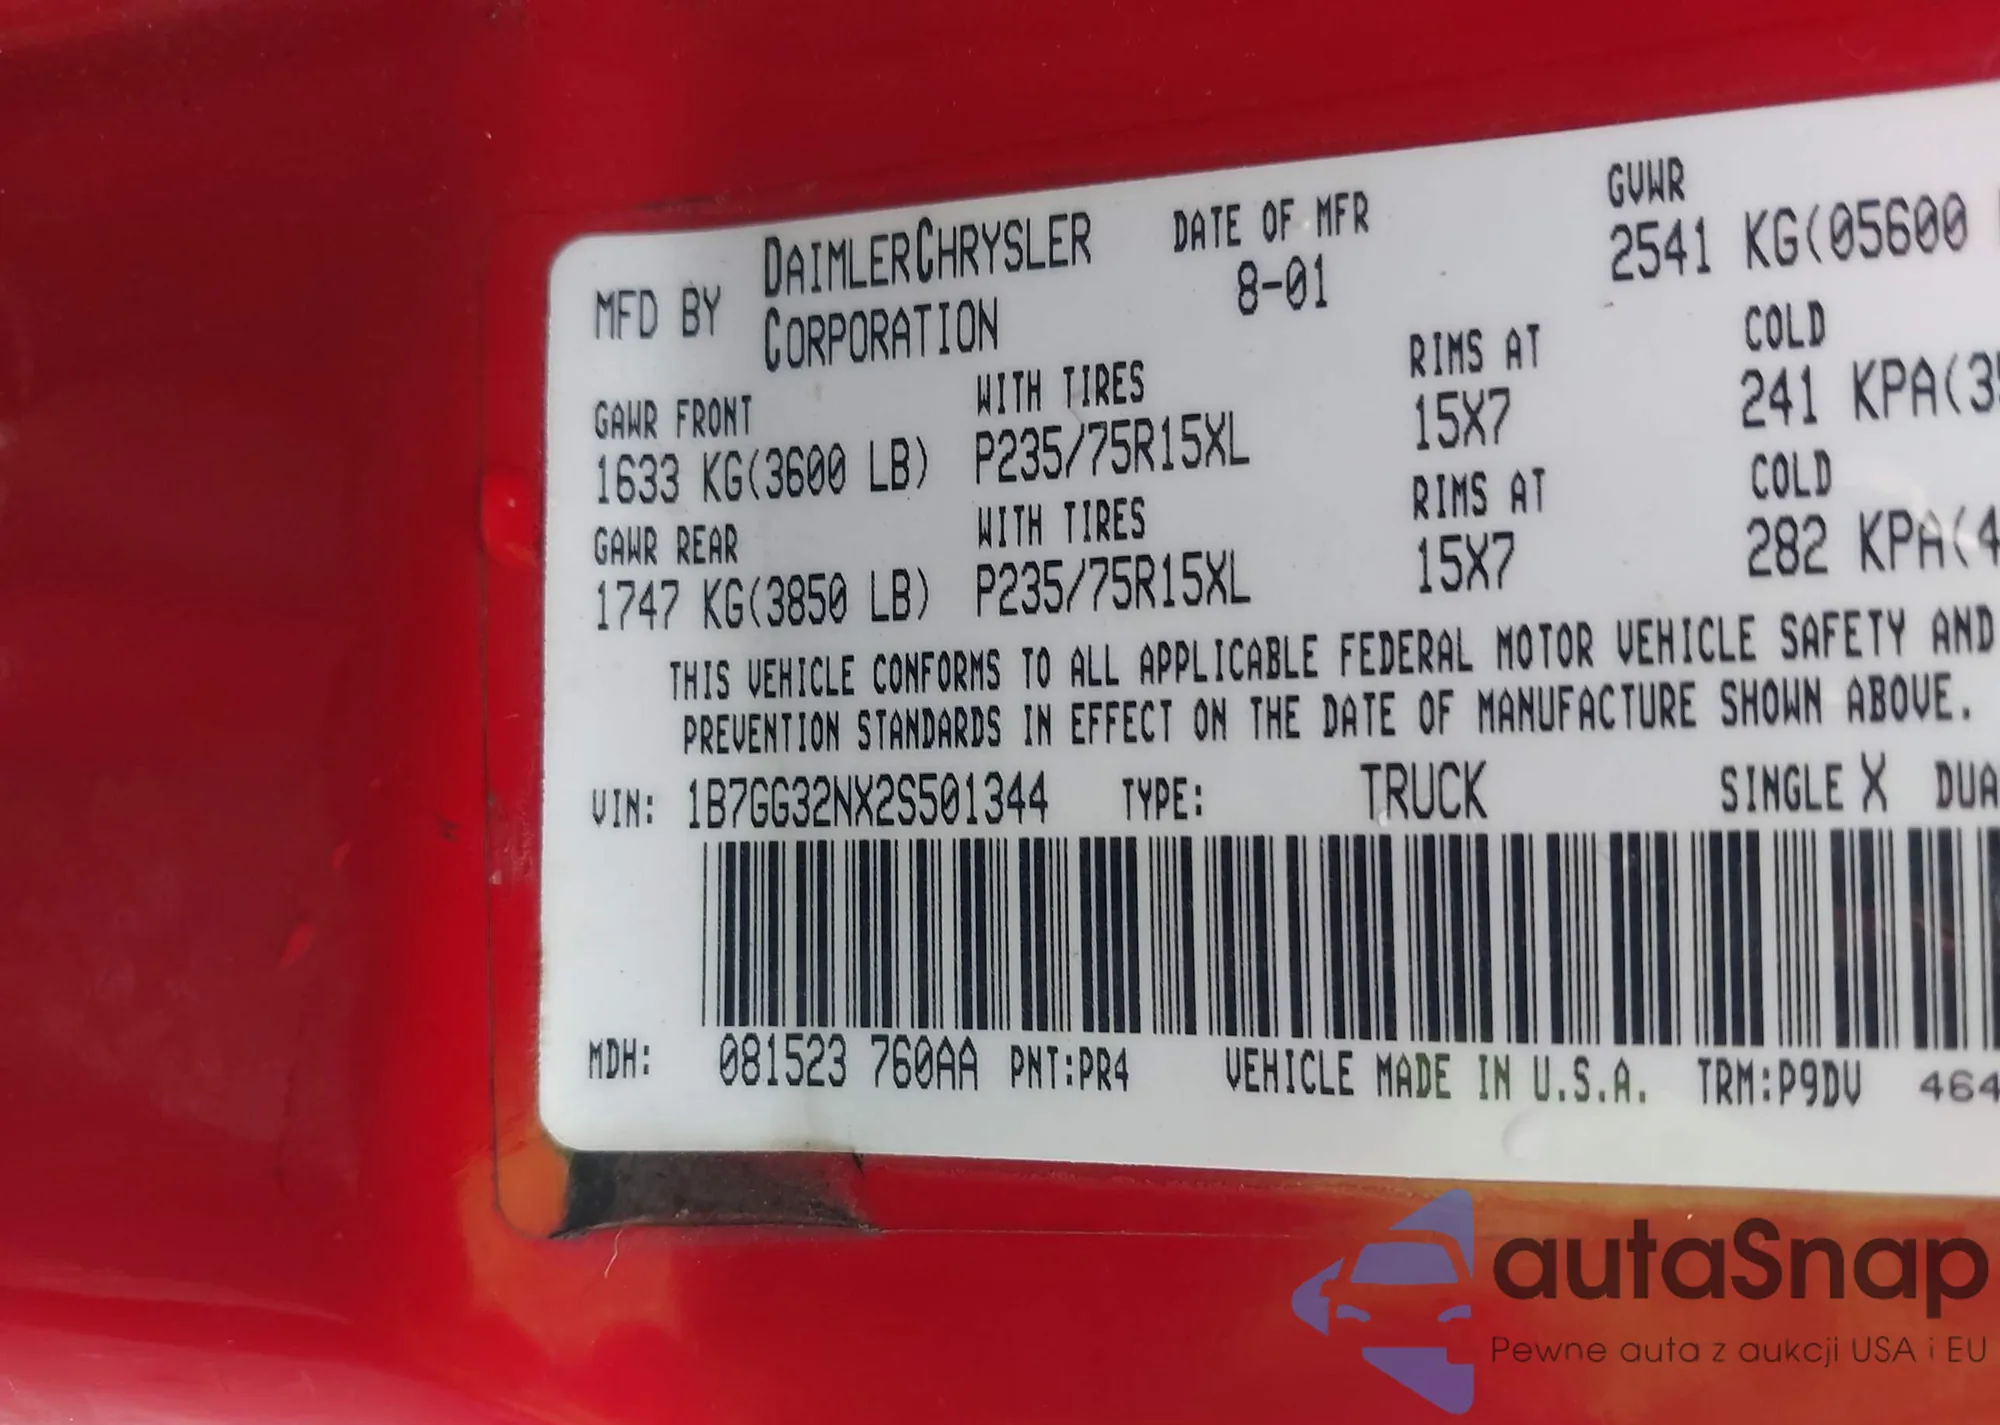 MFD BY DAIMLERCHRYSLER CORPORATION DATE OF MFR 8-01 GVWR 2541 KG(05600
GAWR FRONT WITH TIRES RIMS AT COLD
1633 KG(3600 LB) P235/75R15XL 15X7 241 KPA(3
GAWR REAR WITH TIRES RIMS AT COLD
1747 KG(3850 LB) P235/75R15XL 15X7 282 KPA(4
THIS VEHICLE CONFORMS TO ALL APPLICABLE FEDERAL MOTOR VEHICLE SAFETY AND
PREVENTION STANDARDS IN EFFECT ON THE DATE OF MANUFACTURE SHOWN ABOVE.
VIN: 1B7GG32NX2S501344 TYPE: TRUCK SINGLE X DUA
MDH: 081523 760AA PNT:PR4 VEHICLE MADE IN U.S.A. TRM:P9DV 464
autaSnap
Pewne auta z aukcji USA i EU